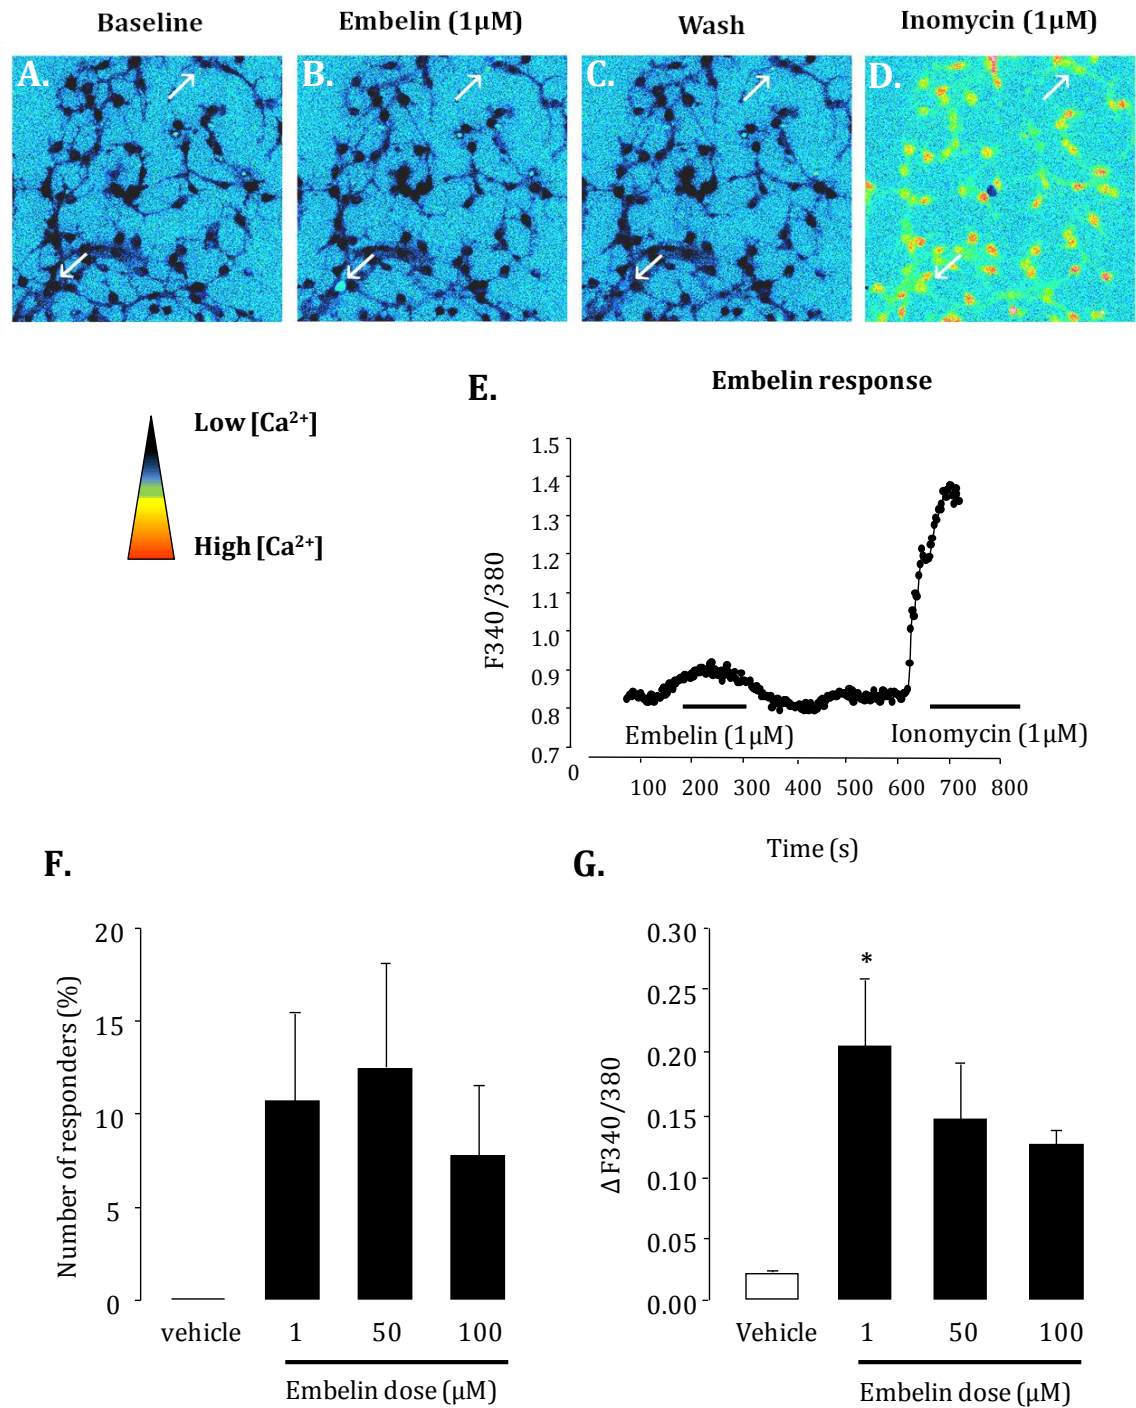 Baseline
Embelin (1μM)
Wash
Inomycin (1μM)
A.
B.
C.
D.
Low [Ca²⁺]
High [Ca²⁺]
E.
Embelin response
1.5
1.4
1.3
1.2
1.1
1.0
0.9
0.8
0.7
F340/380
Embelin (1μM)
Ionomycin (1μM)
0
100 200 300 400 500 600 700 800
Time (s)
F.
20
15
10
5
0
Number of responders (%)
vehicle 1 50 100
Embelin dose (μM)
G.
0.30
0.25
0.20
0.15
0.10
0.05
0.00
ΔF340/380
*
Vehicle 1 50 100
Embelin dose (μM)